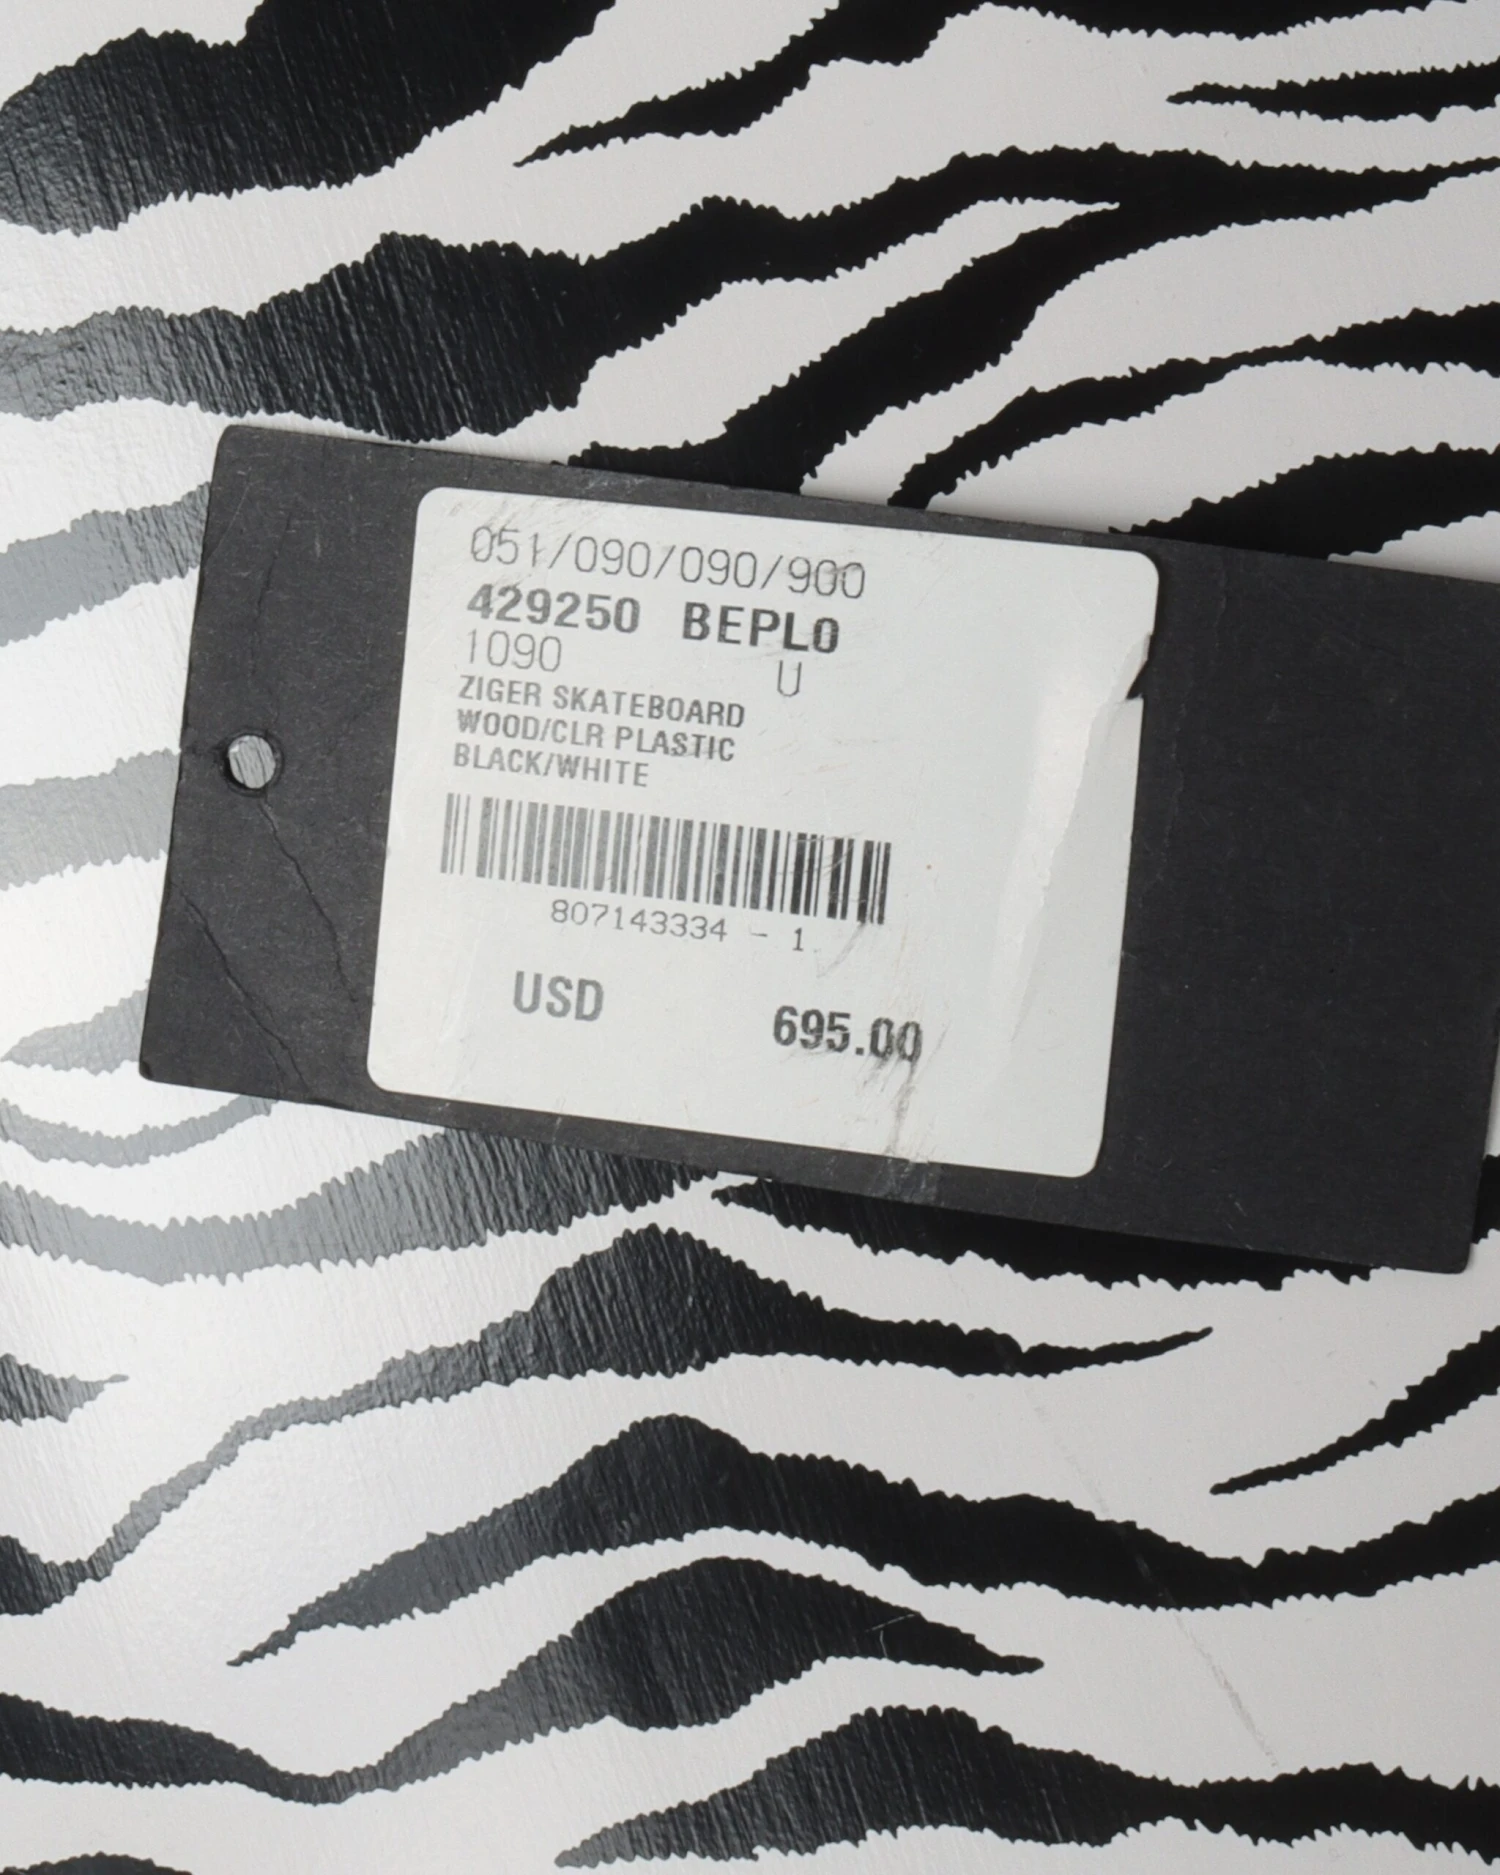 051/090/090/900
429250 BEPL0
1090 U
ZIGER SKATEBOARD
WOOD/CLR PLASTIC
BLACK/WHITE
807143334 - 1
USD 695.00